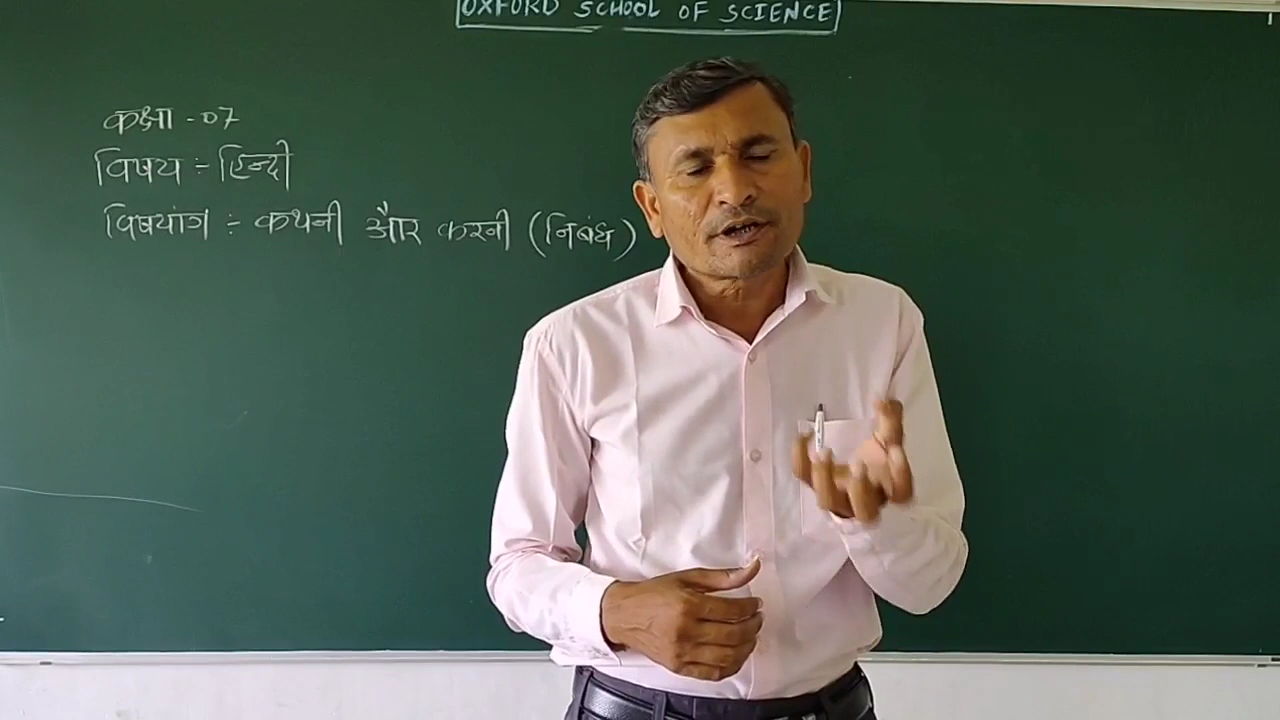 OXFORD SCHOOL OF SCIENCE
कक्षा - 07
विषय ÷ हिन्दी
विषयांग ÷ कथनी और करनी (निबंध)